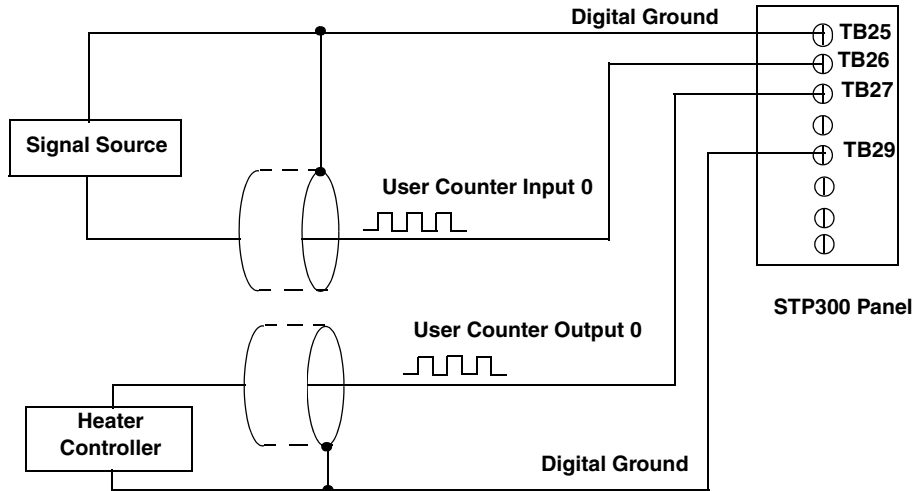 Digital Ground
TB25
TB26
TB27
Signal Source
TB29
User Counter Input 0
STP300 Panel
User Counter Output 0
Heater
Controller
Digital Ground